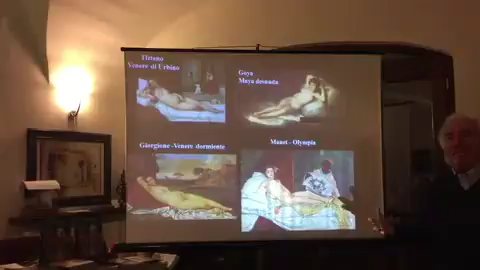 Tiziano
Venere di Urbino
Goya
Maya desnuda
Giorgione -Venere dormiente
Manet - Olympia